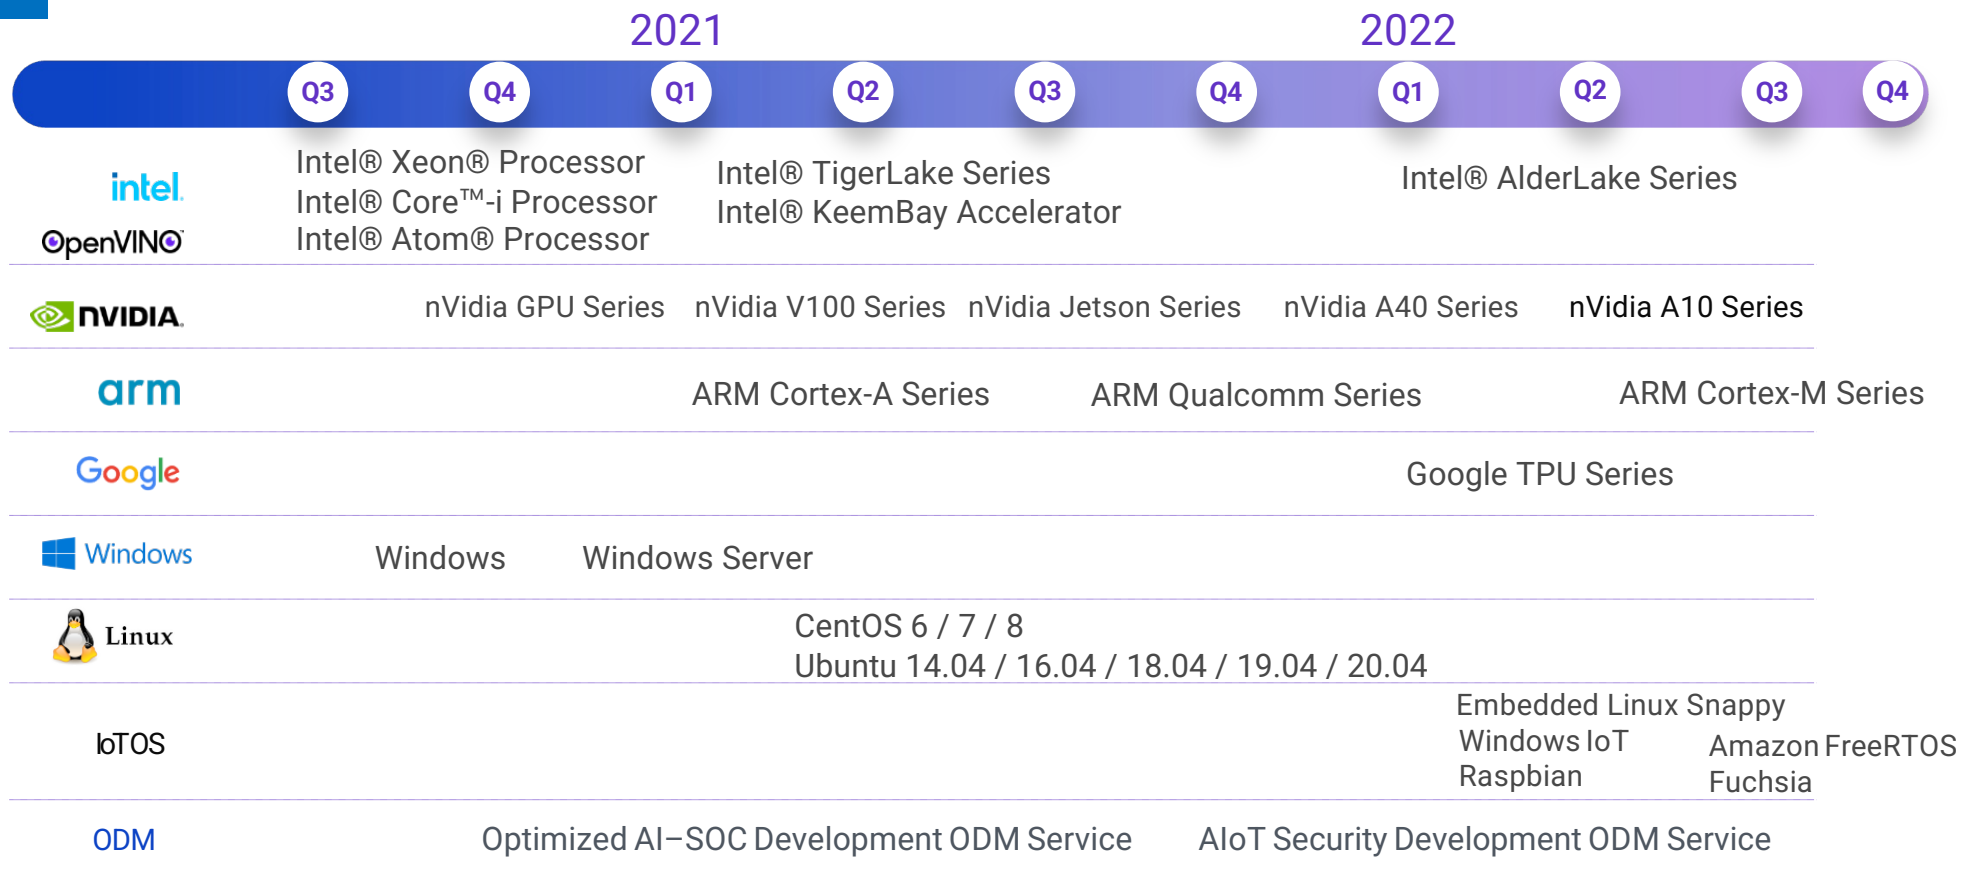 2021 2022
Q3 Q4 Q1 Q2 Q3 Q4 Q1 Q2 Q3 Q4
intel.
OpenVINO
Intel® Xeon® Processor
Intel® Core™-i Processor
Intel® Atom® Processor
Intel® TigerLake Series
Intel® KeemBay Accelerator
Intel® AlderLake Series
NVIDIA.
nVidia GPU Series nVidia V100 Series nVidia Jetson Series nVidia A40 Series nVidia A10 Series
arm
ARM Cortex-A Series ARM Qualcomm Series ARM Cortex-M Series
Google
Google TPU Series
Windows
Windows Windows Server
Linux
CentOS 6 / 7 / 8
Ubuntu 14.04 / 16.04 / 18.04 / 19.04 / 20.04
IoTOS
Embedded Linux Snappy
Windows IoT
Raspbian
Amazon FreeRTOS
Fuchsia
ODM
Optimized AI–SOC Development ODM Service AIoT Security Development ODM Service